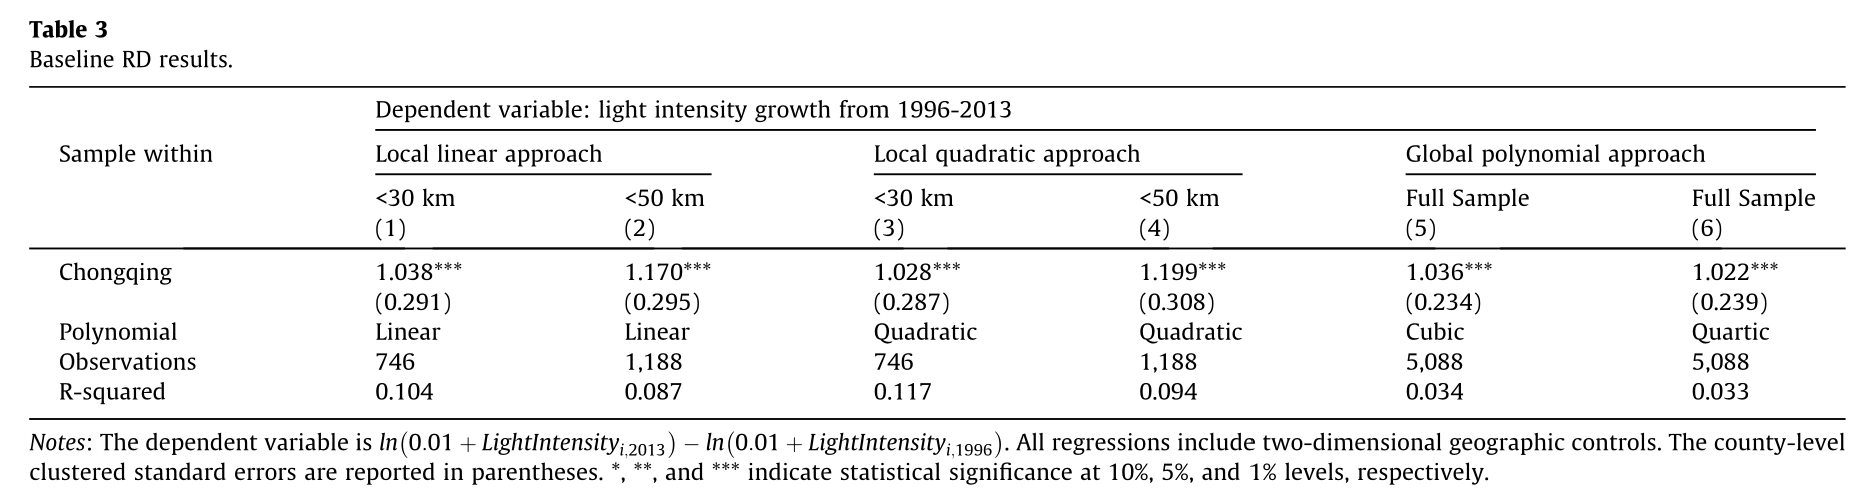 Table 3
Baseline RD results.
Dependent variable: light intensity growth from 1996-2013
Sample within Local linear approach Local quadratic approach Global polynomial approach
<30 km <50 km <30 km <50 km Full Sample Full Sample
(1) (2) (3) (4) (5) (6)
Chongqing 1.038*** 1.170*** 1.028*** 1.199*** 1.036*** 1.022***
(0.291) (0.295) (0.287) (0.308) (0.234) (0.239)
Polynomial Linear Linear Quadratic Quadratic Cubic Quartic
Observations 746 1,188 746 1,188 5,088 5,088
R-squared 0.104 0.087 0.117 0.094 0.034 0.033
Notes: The dependent variable is ln(0.01 + LightIntensity_{i,2013}) − ln(0.01 + LightIntensity_{i,1996}). All regressions include two-dimensional geographic controls. The county-level
clustered standard errors are reported in parentheses. *, **, and *** indicate statistical significance at 10%, 5%, and 1% levels, respectively.